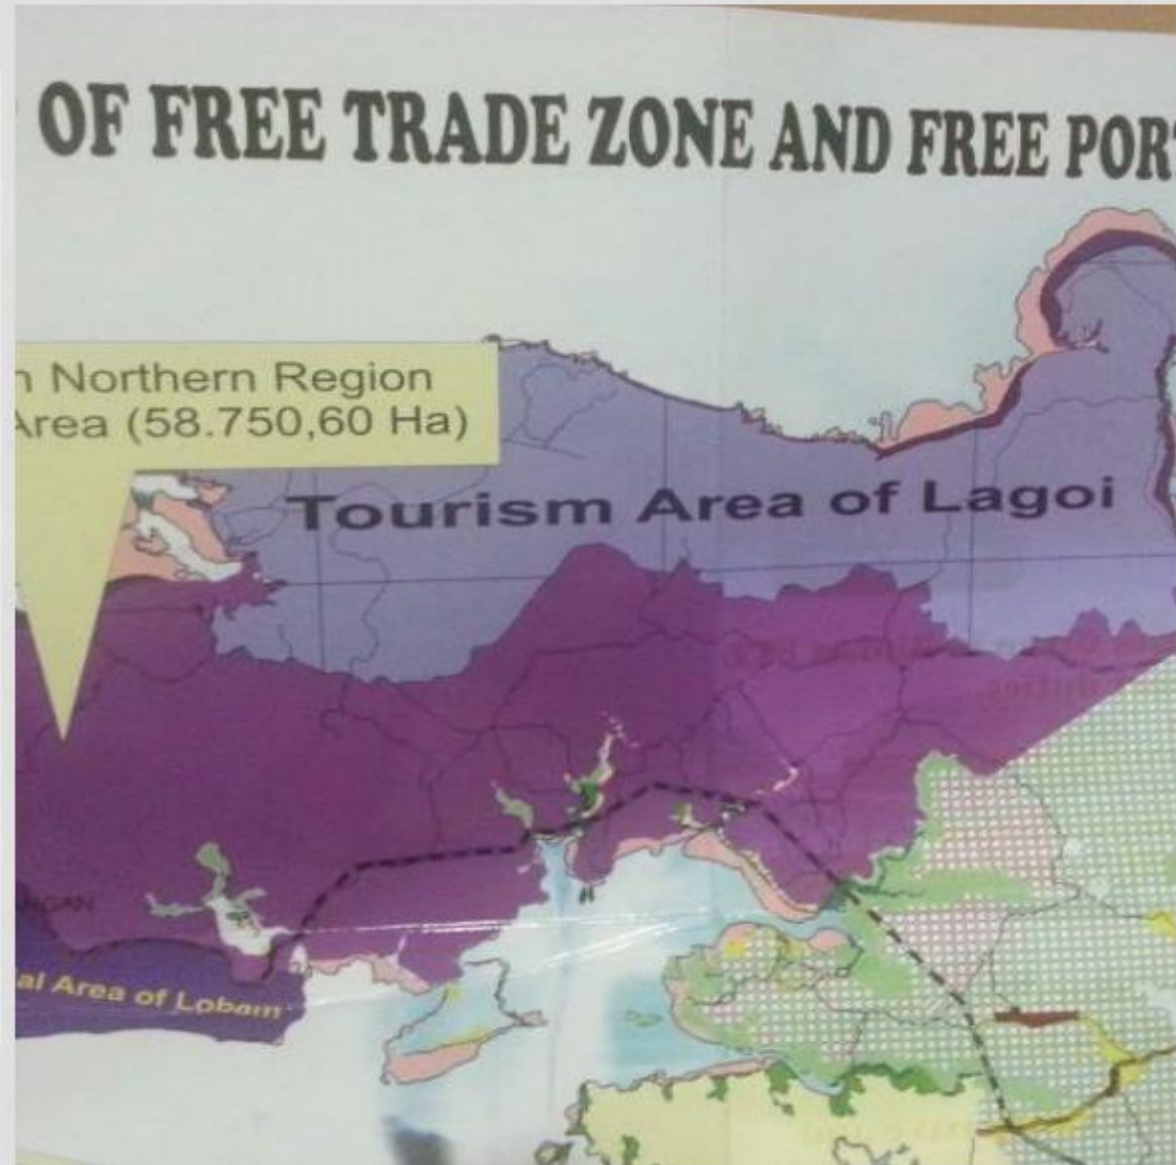 OF FREE TRADE ZONE AND FREE POR
n Northern Region
Area (58.750,60 Ha)
Tourism Area of Lagoi
al Area of Lobam